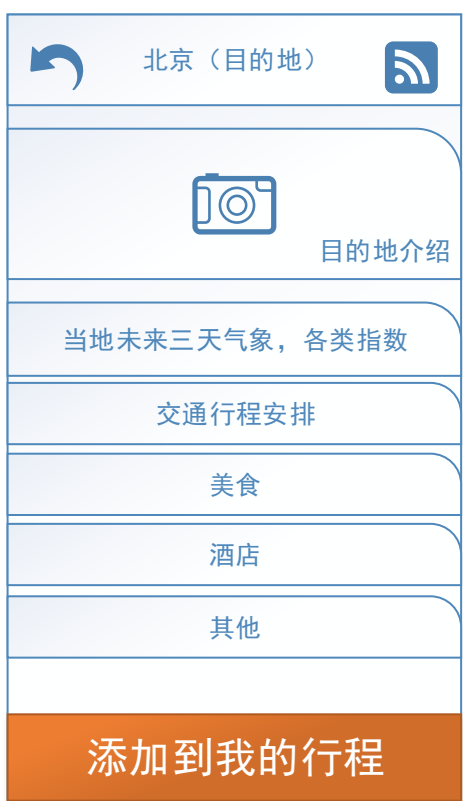 北京（目的地）
目的地介绍
当地未来三天气象，各类指数
交通行程安排
美食
酒店
其他
添加到我的行程